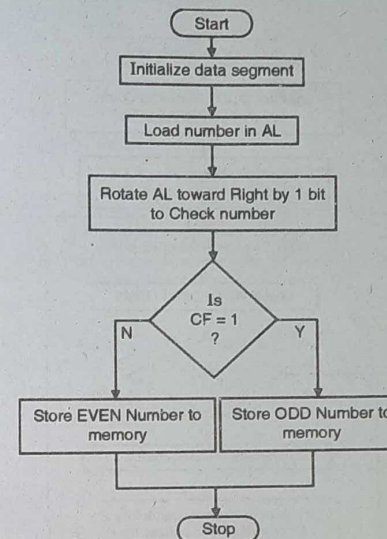 Start
Initialize data segment
Load number in AL
Rotate AL toward Right by 1 bit
to Check number
Is
CF = 1
?
N
Y
Store EVEN Number to
memory
Store ODD Number to
memory
Stop